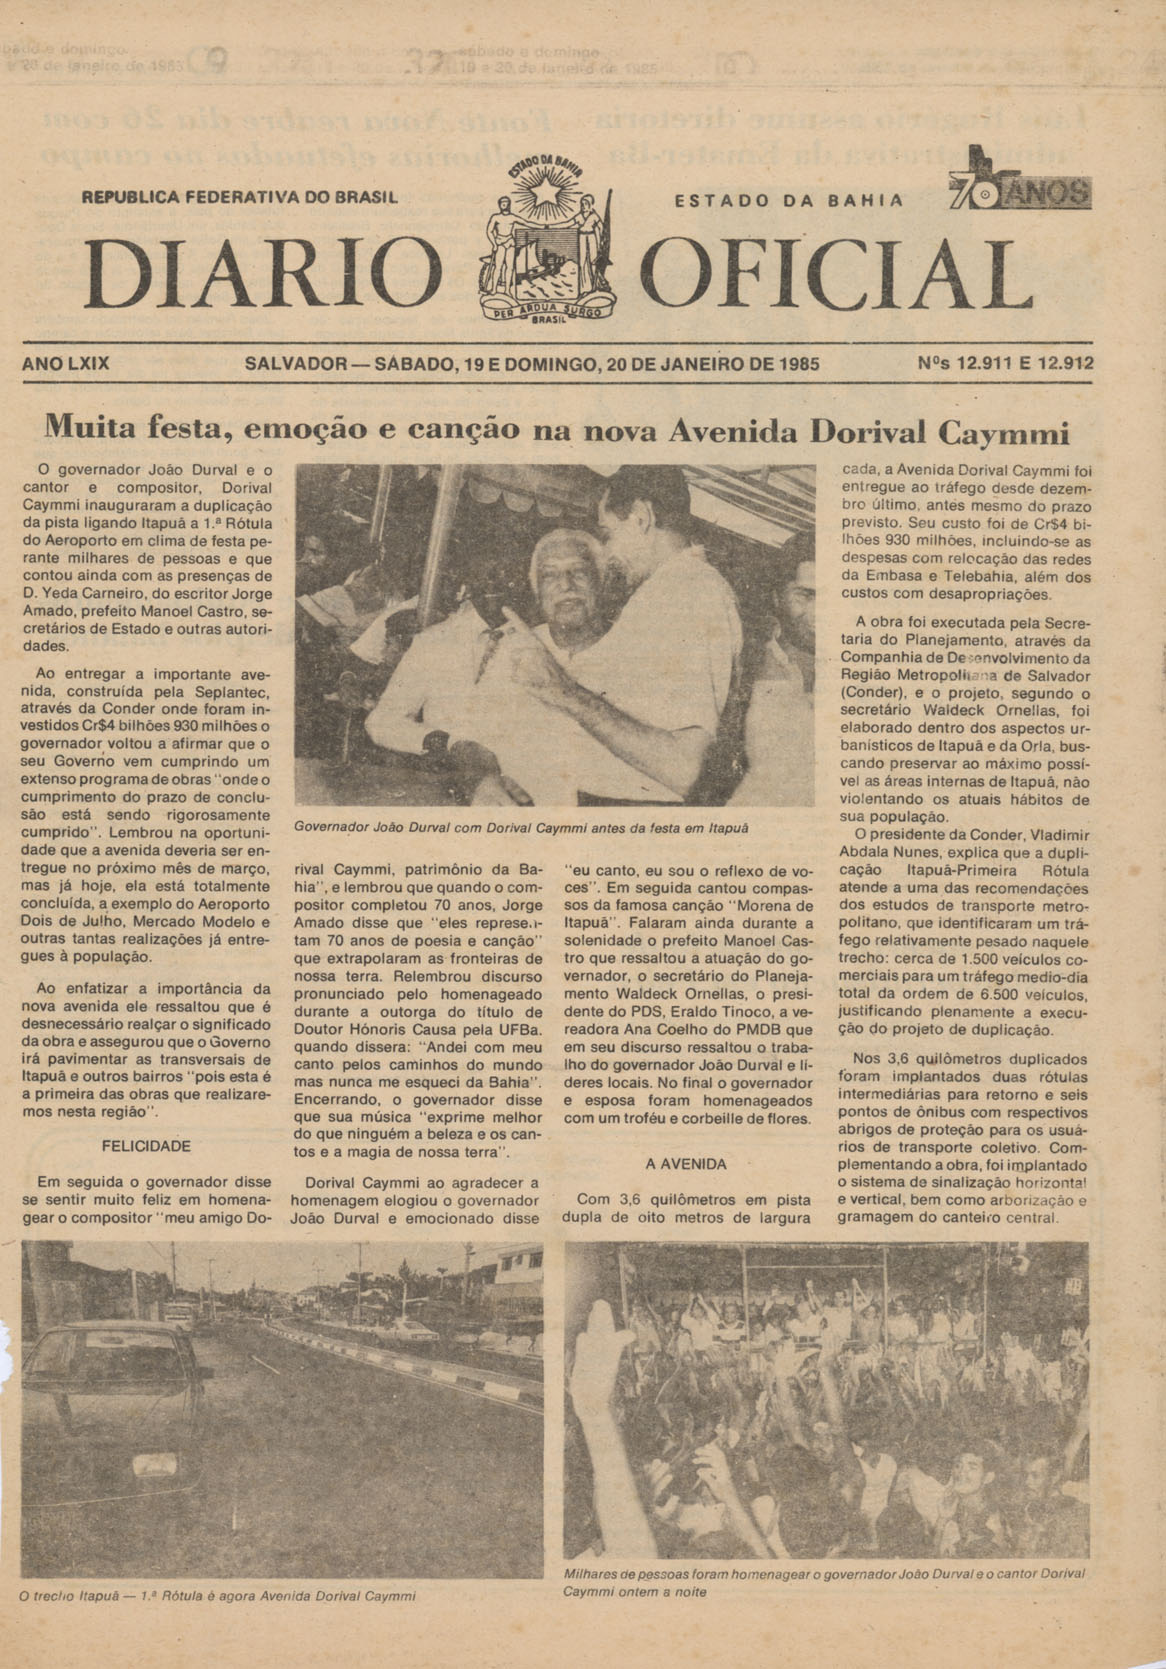 sábado e domingo
19 e 20 de janeiro de 1985
REPUBLICA FEDERATIVA DO BRASIL
ESTADO DA BAHIA
ESTADO DA BAHIA
70 ANOS
DIARIO OFICIAL
PER ARDUA SURGO
BRASIL
ANO LXIX
SALVADOR — SÁBADO, 19 E DOMINGO, 20 DE JANEIRO DE 1985
Nºs 12.911 E 12.912
Muita festa, emoção e canção na nova Avenida Dorival Caymmi
O governador João Durval e o
cantor e compositor, Dorival
Caymmi inauguraram a duplicação
da pista ligando Itapuã a 1.ª Rótula
do Aeroporto em clima de festa pe-
rante milhares de pessoas e que
contou ainda com as presenças de
D. Yeda Carneiro, do escritor Jorge
Amado, prefeito Manoel Castro, se-
cretários de Estado e outras autori-
dades.
Ao entregar a importante ave-
nida, construída pela Seplantec,
através da Conder onde foram in-
vestidos Cr$4 bilhões 930 milhões o
governador voltou a afirmar que o
seu Governo vem cumprindo um
extenso programa de obras "onde o
cumprimento do prazo de conclu-
são está sendo rigorosamente
cumprido". Lembrou na oportuni-
dade que a avenida deveria ser en-
tregue no próximo mês de março,
mas já hoje, ela está totalmente
concluída, a exemplo do Aeroporto
Dois de Julho, Mercado Modelo e
outras tantas realizações já entre-
gues à população.
Ao enfatizar a importância da
nova avenida ele ressaltou que é
desnecessário realçar o significado
da obra e assegurou que o Governo
irá pavimentar as transversais de
Itapuã e outros bairros "pois esta é
a primeira das obras que realizare-
mos nesta região".
FELICIDADE
Em seguida o governador disse
se sentir muito feliz em homena-
gear o compositor "meu amigo Do-
Governador João Durval com Dorival Caymmi antes da festa em Itapuã
rival Caymmi, patrimônio da Ba-
hia", e lembrou que quando o com-
positor completou 70 anos, Jorge
Amado disse que "eles represen-
tam 70 anos de poesia e canção"
que extrapolaram as fronteiras de
nossa terra. Relembrou discurso
pronunciado pelo homenageado
durante a outorga do título de
Doutor Hónoris Causa pela UFBa.
quando dissera: "Andei com meu
canto pelos caminhos do mundo
mas nunca me esqueci da Bahia".
Encerrando, o governador disse
que sua música "exprime melhor
do que ninguém a beleza e os can-
tos e a magia de nossa terra".
Dorival Caymmi ao agradecer a
homenagem elogiou o governador
João Durval e emocionado disse
"eu canto, eu sou o reflexo de vo-
ces". Em seguida cantou compas-
sos da famosa canção "Morena de
Itapuã". Falaram ainda durante a
solenidade o prefeito Manoel Cas-
tro que ressaltou a atuação do go-
vernador, o secretário do Planeja-
mento Waldeck Ornellas, o presi-
dente do PDS, Eraldo Tinoco, a ve-
readora Ana Coelho do PMDB que
em seu discurso ressaltou o traba-
lho do governador João Durval e lí-
deres locais. No final o governador
e esposa foram homenageados
com um troféu e corbeille de flores.
A AVENIDA
Com 3,6 quilômetros em pista
dupla de oito metros de largura
cada, a Avenida Dorival Caymmi foi
entregue ao tráfego desde dezem-
bro último, antes mesmo do prazo
previsto. Seu custo foi de Cr$4 bi-
lhões 930 milhões, incluindo-se as
despesas com relocação das redes
da Embasa e Telebahia, além dos
custos com desapropriações.
A obra foi executada pela Secre-
taria do Planejamento, através da
Companhia de Desenvolvimento da
Região Metropolitana de Salvador
(Conder), e o projeto, segundo o
secretário Waldeck Ornellas, foi
elaborado dentro dos aspectos ur-
banísticos de Itapuã e da Orla, bus-
cando preservar ao máximo possí-
vel as áreas internas de Itapuã, não
violentando os atuais hábitos de
sua população.
O presidente da Conder, Vladimir
Abdala Nunes, explica que a dupli-
cação Itapuã-Primeira Rótula
atende a uma das recomendações
dos estudos de transporte metro-
politano, que identificaram um trá-
fego relativamente pesado naquele
trecho: cerca de 1.500 veículos co-
merciais para um tráfego medio-dia
total da ordem de 6.500 veículos,
justificando plenamente a execu-
ção do projeto de duplicação.
Nos 3,6 quilômetros duplicados
foram implantados duas rótulas
intermediárias para retorno e seis
pontos de ônibus com respectivos
abrigos de proteção para os usuá-
rios de transporte coletivo. Com-
plementando a obra, foi implantado
o sistema de sinalização horizontal
e vertical, bem como arborização e
gramagem do canteiro central.
O trecho Itapuã — 1.ª Rótula é agora Avenida Dorival Caymmi
Milhares de pessoas foram homenagear o governador João Durval e o cantor Dorival
Caymmi ontem a noite